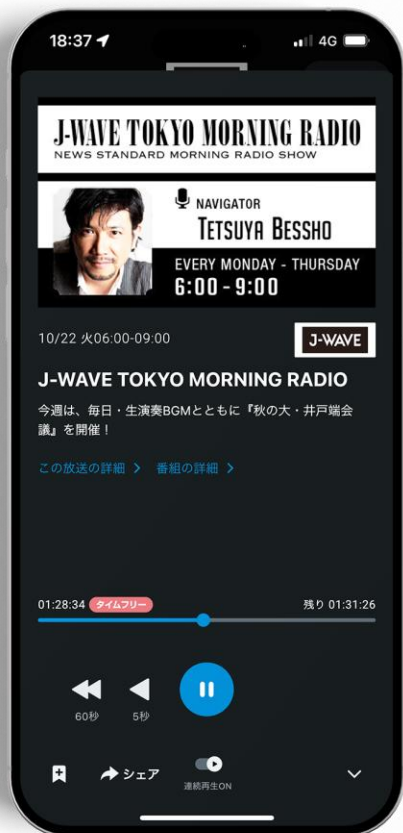 18:37
4G
J-WAVE TOKYO MORNING RADIO
NEWS STANDARD MORNING RADIO SHOW
NAVIGATOR
TETSUYA BESSHO
EVERY MONDAY - THURSDAY
6:00 - 9:00
10/22 火06:00-09:00
J-WAVE
J-WAVE TOKYO MORNING RADIO
今週は、毎日・生演奏BGMとともに『秋の大・井戸端会
議』を開催！
この放送の詳細
番組の詳細
01:28:34 タイムフリー 残り 01:31:26
60秒 5秒
シェア
連続再生ON